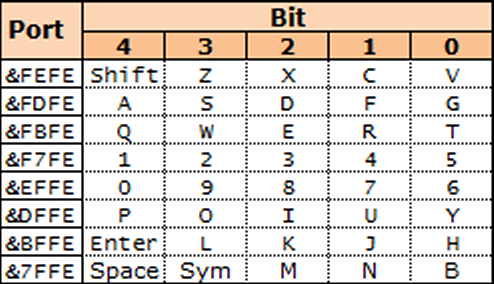 Port Bit
4 3 2 1 0
&FEFE Shift Z X C V
&FDFE A S D F G
&FBFE Q W E R T
&F7FE 1 2 3 4 5
&EFFE 0 9 8 7 6
&DFFE P O I U Y
&BFFE Enter L K J H
&7FFE Space Sym M N B